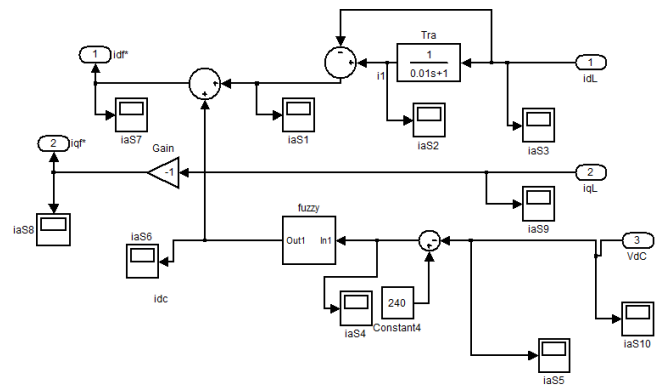 Tra
1
idf*
1
0.01s+1
i1
1
idL
iaS7
iaS1
iaS2
iaS3
2
iqf*
Gain
-1
2
iqL
iaS8
iaS9
fuzzy
iaS6
Out1
In1
3
VdC
idc
240
iaS4
Constant4
iaS10
iaS5